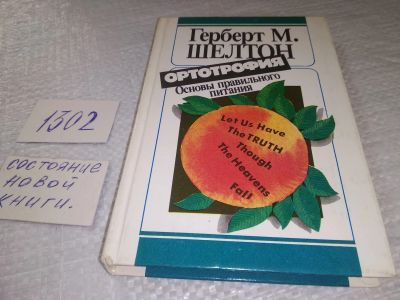 1302
состояние
новой
книги.
Герберт М.
ШЕЛТОН
ОРТОТРОФИЯ
Основы правильного
питания
Let Us Have
The TRUTH
Though
The Heavens
Fall